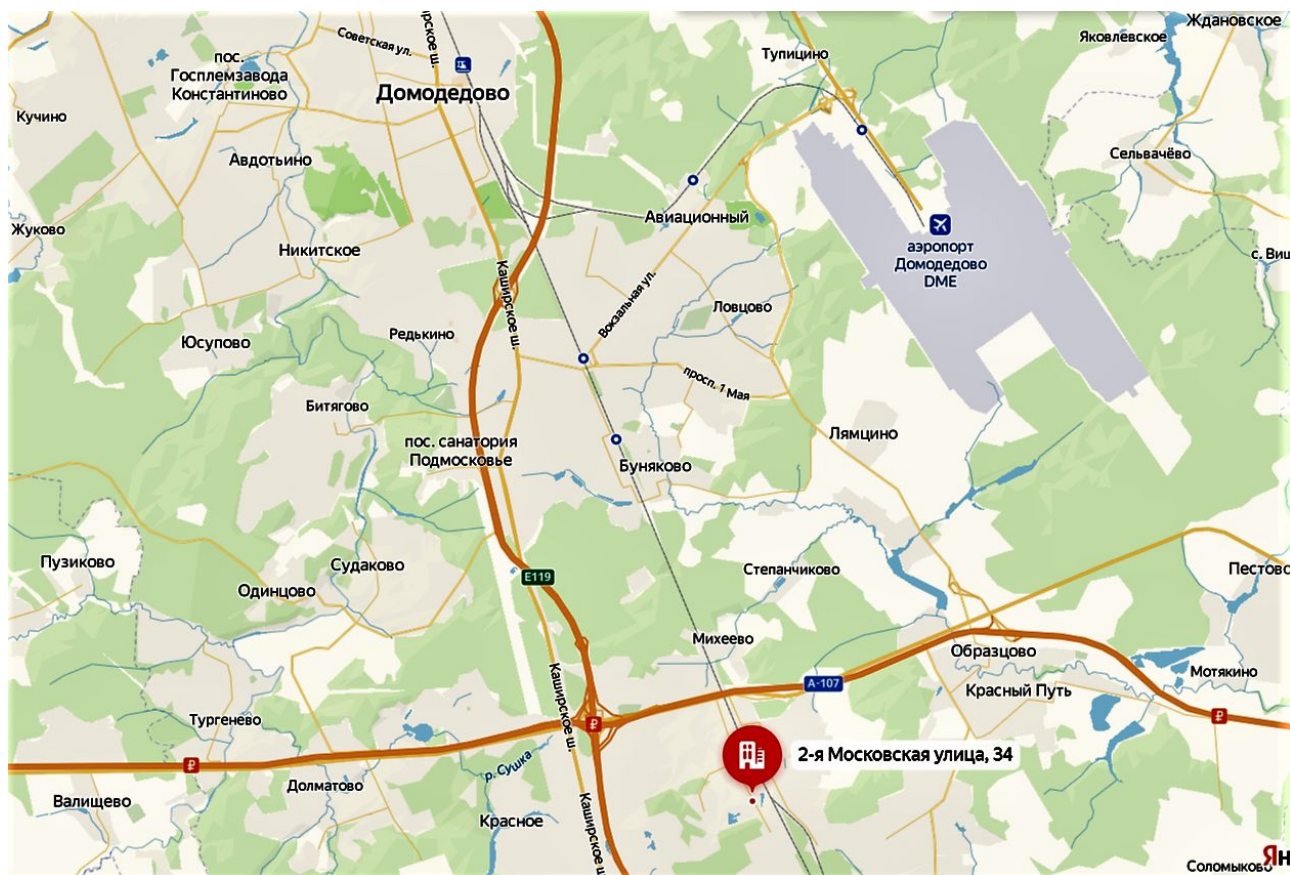 Ждановское
Яковлевское
Советская ул.
Каширское ш.
Тупицино
пос.
Госплемзавода
Константиново
Домодедово
Кучино
Авдотьино
Сельвачёво
Авиационный
Жуково
Никитское
аэропорт
Домодедово
DME
с. Виш
Каширское ш.
Вокзальная ул.
Ловцово
Редькино
Юсупово
просп. 1 Мая
Битягово
пос. санатория
Подмосковье
Лямцино
Буняково
Пузиково
Судаково
Одинцово
E119
Степанчиково
Пестово
Михеево
Образцово
Мотякино
А-107
Красный Путь
Каширское ш.
Тургенево
₽
₽
₽
2-я Московская улица, 34
р. Сушка
Долматово
Валищево
Красное
Каширское ш.
Соломыково
Ян